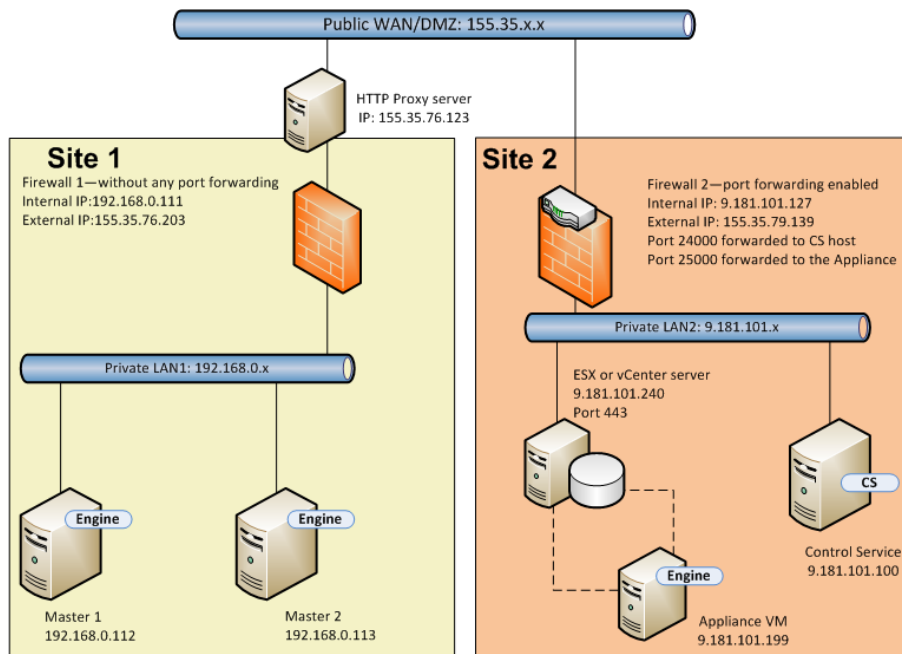 Public WAN/DMZ: 155.35.x.x
HTTP Proxy server
IP: 155.35.76.123
Site 1
Firewall 1—without any port forwarding
Internal IP:192.168.0.111
External IP:155.35.76.203
Private LAN1: 192.168.0.x
Engine
Master 1
192.168.0.112
Engine
Master 2
192.168.0.113
Site 2
Firewall 2—port forwarding enabled
Internal IP: 9.181.101.127
External IP: 155.35.79.139
Port 24000 forwarded to CS host
Port 25000 forwarded to the Appliance
Private LAN2: 9.181.101.x
ESX or vCenter server
9.181.101.240
Port 443
CS
Control Service
9.181.101.100
Engine
Appliance VM
9.181.101.199